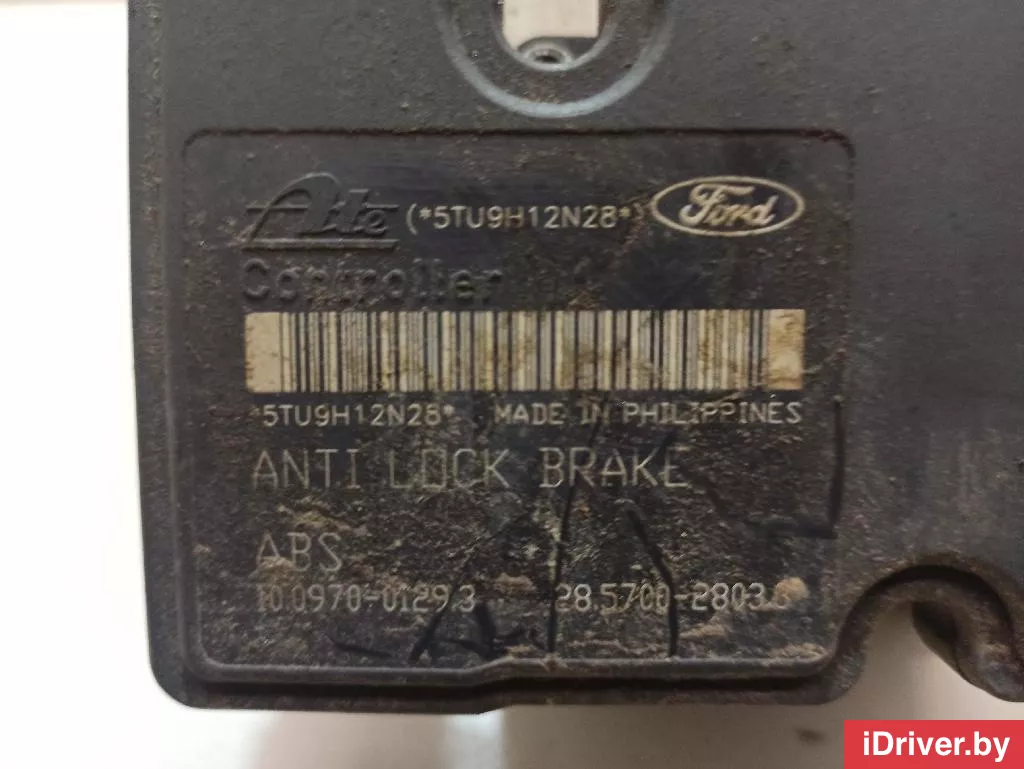 Ate (*5TU9H12N28*) Ford
Controller
*5TU9H12N28* MADE IN PHILIPPINES
ANTI LOCK BRAKE
ABS
10.0970-0129.3 28.5700-2803.
iDriver.by